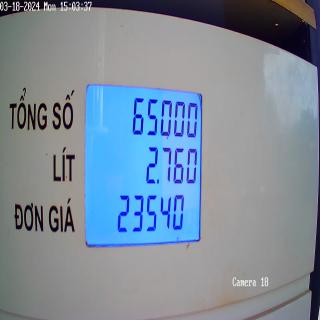 03-18-2024 Mon 15:03:37
TỔNG SỐ 65000
LÍT 2.760
ĐƠN GIÁ 23540
Camera 18